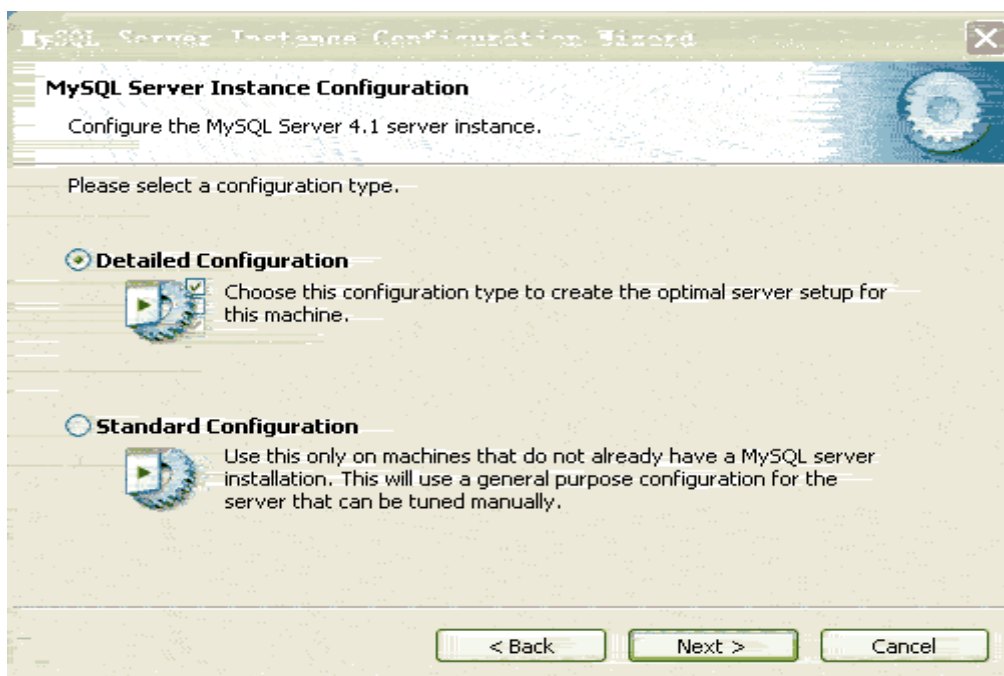 MySQL Server Instance Configuration Wizard
MySQL Server Instance Configuration
Configure the MySQL Server 4.1 server instance.
Please select a configuration type.
Detailed Configuration
Choose this configuration type to create the optimal server setup for
this machine.
Standard Configuration
Use this only on machines that do not already have a MySQL server
installation. This will use a general purpose configuration for the
server that can be tuned manually.
< Back
Next >
Cancel